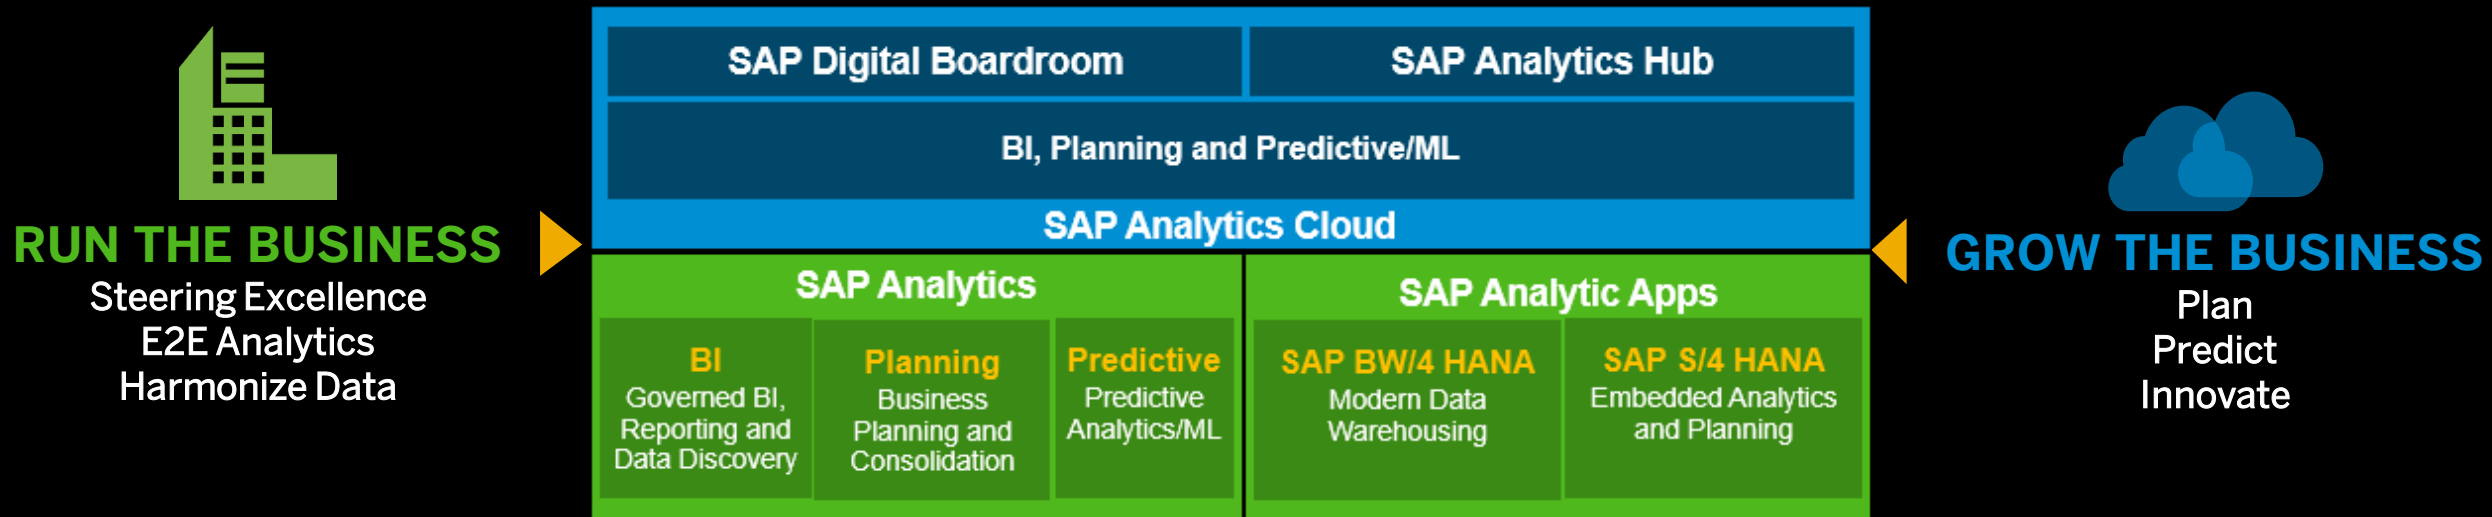 RUN THE BUSINESS
Steering Excellence
E2E Analytics
Harmonize Data
SAP Digital Boardroom
SAP Analytics Hub
BI, Planning and Predictive/ML
SAP Analytics Cloud
SAP Analytics
BI
Governed BI,
Reporting and
Data Discovery
Planning
Business
Planning and
Consolidation
Predictive
Predictive
Analytics/ML
SAP Analytic Apps
SAP BW/4 HANA
Modern Data
Warehousing
SAP S/4 HANA
Embedded Analytics
and Planning
GROW THE BUSINESS
Plan
Predict
Innovate